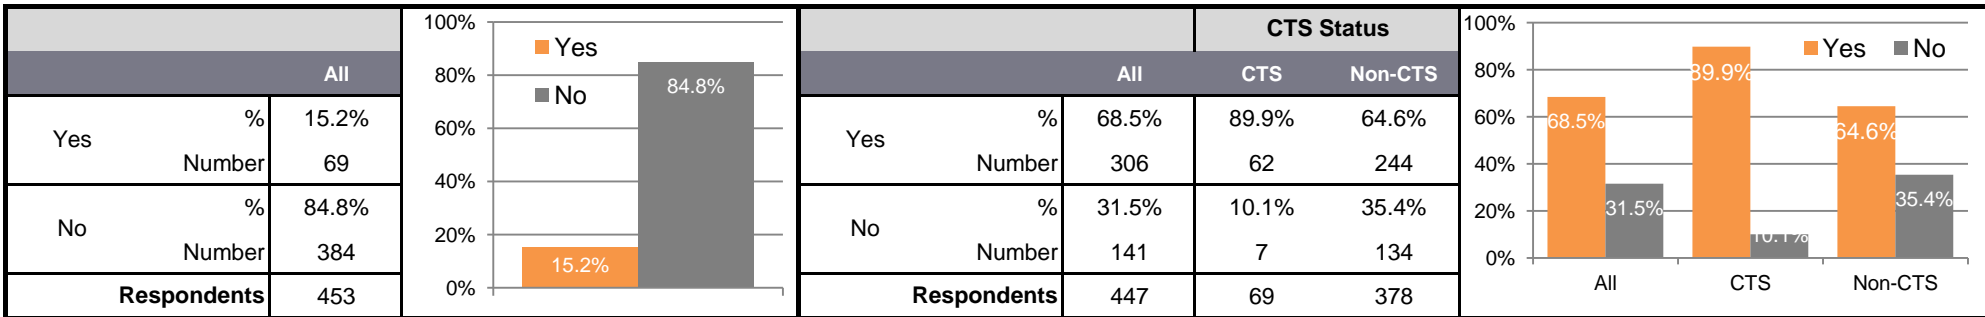 All
Yes % 15.2%
Number 69
No % 84.8%
Number 384
Respondents 453
100%
80%
60%
40%
20%
0%
Yes
No
15.2%
84.8%
CTS Status
All CTS Non-CTS
Yes % 68.5% 89.9% 64.6%
Number 306 62 244
No % 31.5% 10.1% 35.4%
Number 141 7 134
Respondents 447 69 378
100%
80%
60%
40%
20%
0%
Yes No
68.5% 31.5% 89.9% 10.1% 64.6% 35.4%
All CTS Non-CTS